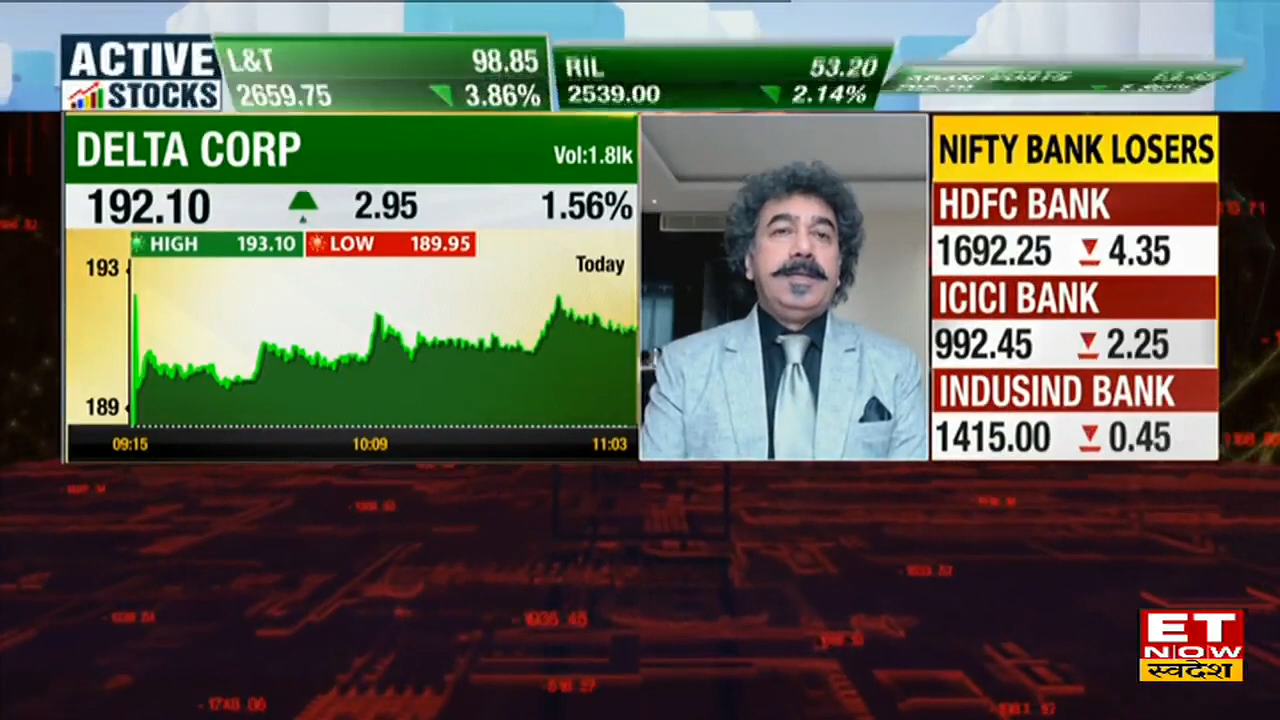 ACTIVE
STOCKS
L&T 98.85
2659.75 3.86%
RIL 53.20
2539.00 2.14%
DELTA CORP Vol:1.8lk
192.10 2.95 1.56%
HIGH 193.10 LOW 189.95
Today
193
189
09:15 10:09 11:03
NIFTY BANK LOSERS
HDFC BANK
1692.25 4.35
ICICI BANK
992.45 2.25
INDUSIND BANK
1415.00 0.45
ET
NOW
स्वदेश